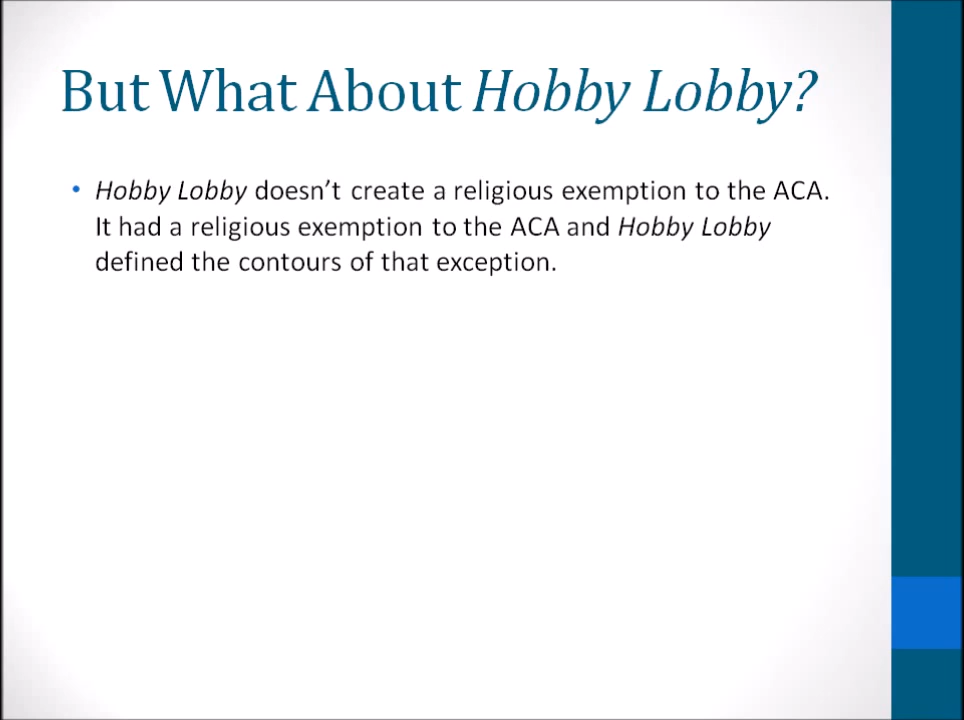 But What About Hobby Lobby?
• Hobby Lobby doesn’t create a religious exemption to the ACA.
It had a religious exemption to the ACA and Hobby Lobby
defined the contours of that exception.